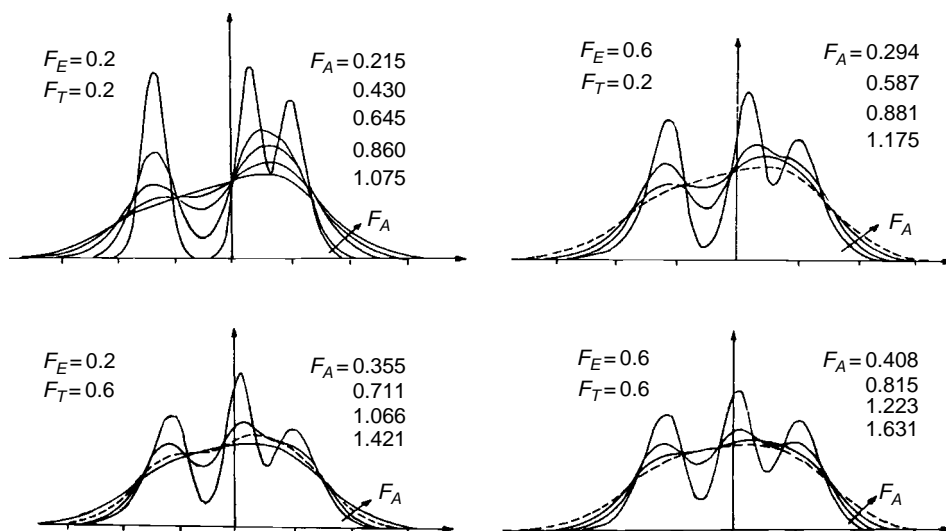 F_E = 0.2
F_T = 0.2
F_A = 0.215
0.430
0.645
0.860
1.075
F_A
F_E = 0.6
F_T = 0.2
F_A = 0.294
0.587
0.881
1.175
F_A
F_E = 0.2
F_T = 0.6
F_A = 0.355
0.711
1.066
1.421
F_A
F_E = 0.6
F_T = 0.6
F_A = 0.408
0.815
1.223
1.631
F_A